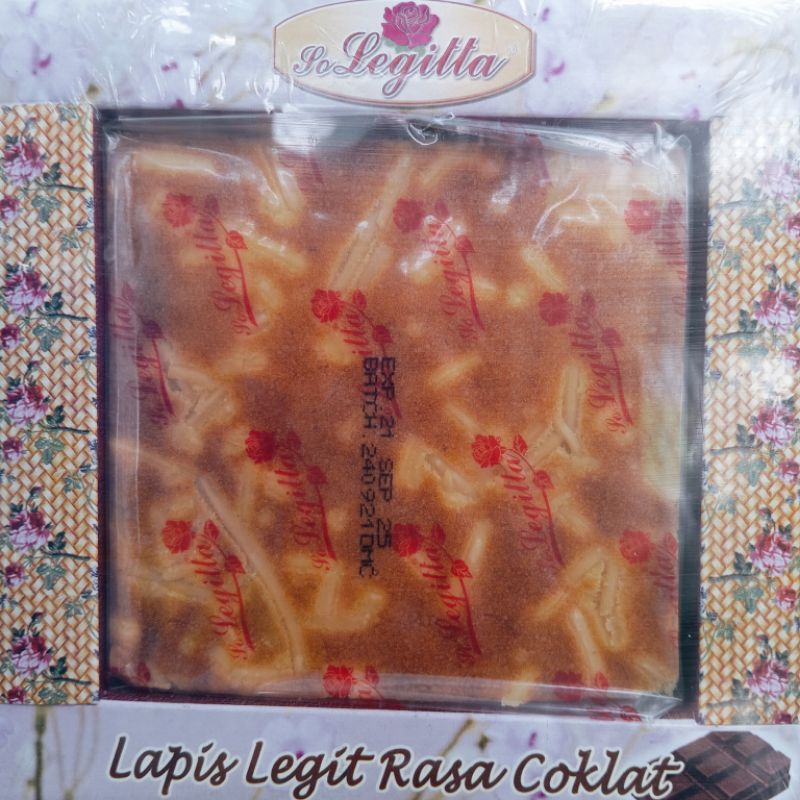 So Legitta
EXP. 21 SEP 25
BATCH. 240921DMC
Lapis Legit Rasa Coklat